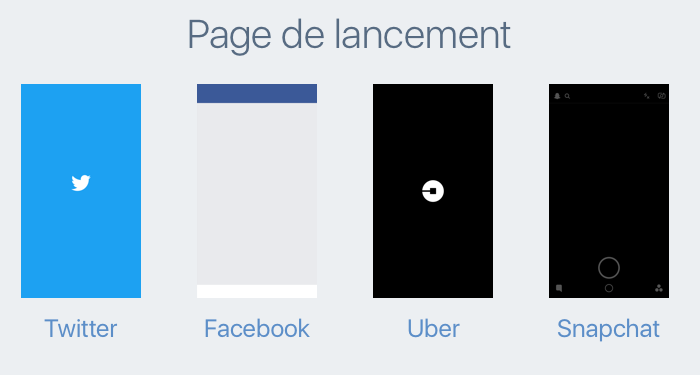 Page de lancement
Twitter
Facebook
Uber
Snapchat